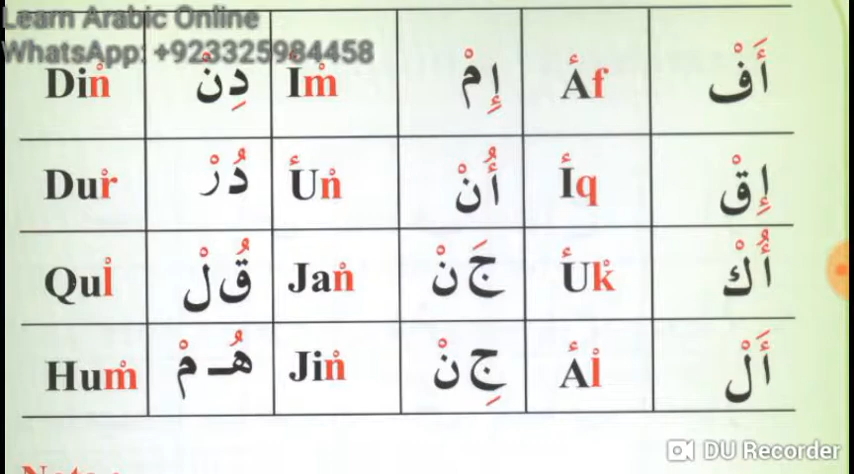 Learn Arabic Online
WhatsApp: +923325984458
Din دِنْ Im إِمْ Af أَفْ
Dur دُرْ Un أُنْ Iq إِقْ
Qul قُلْ Jan جَنْ Uk أُكْ
Hum هُـمْ Jin جِنْ Al أَلْ
DU Recorder